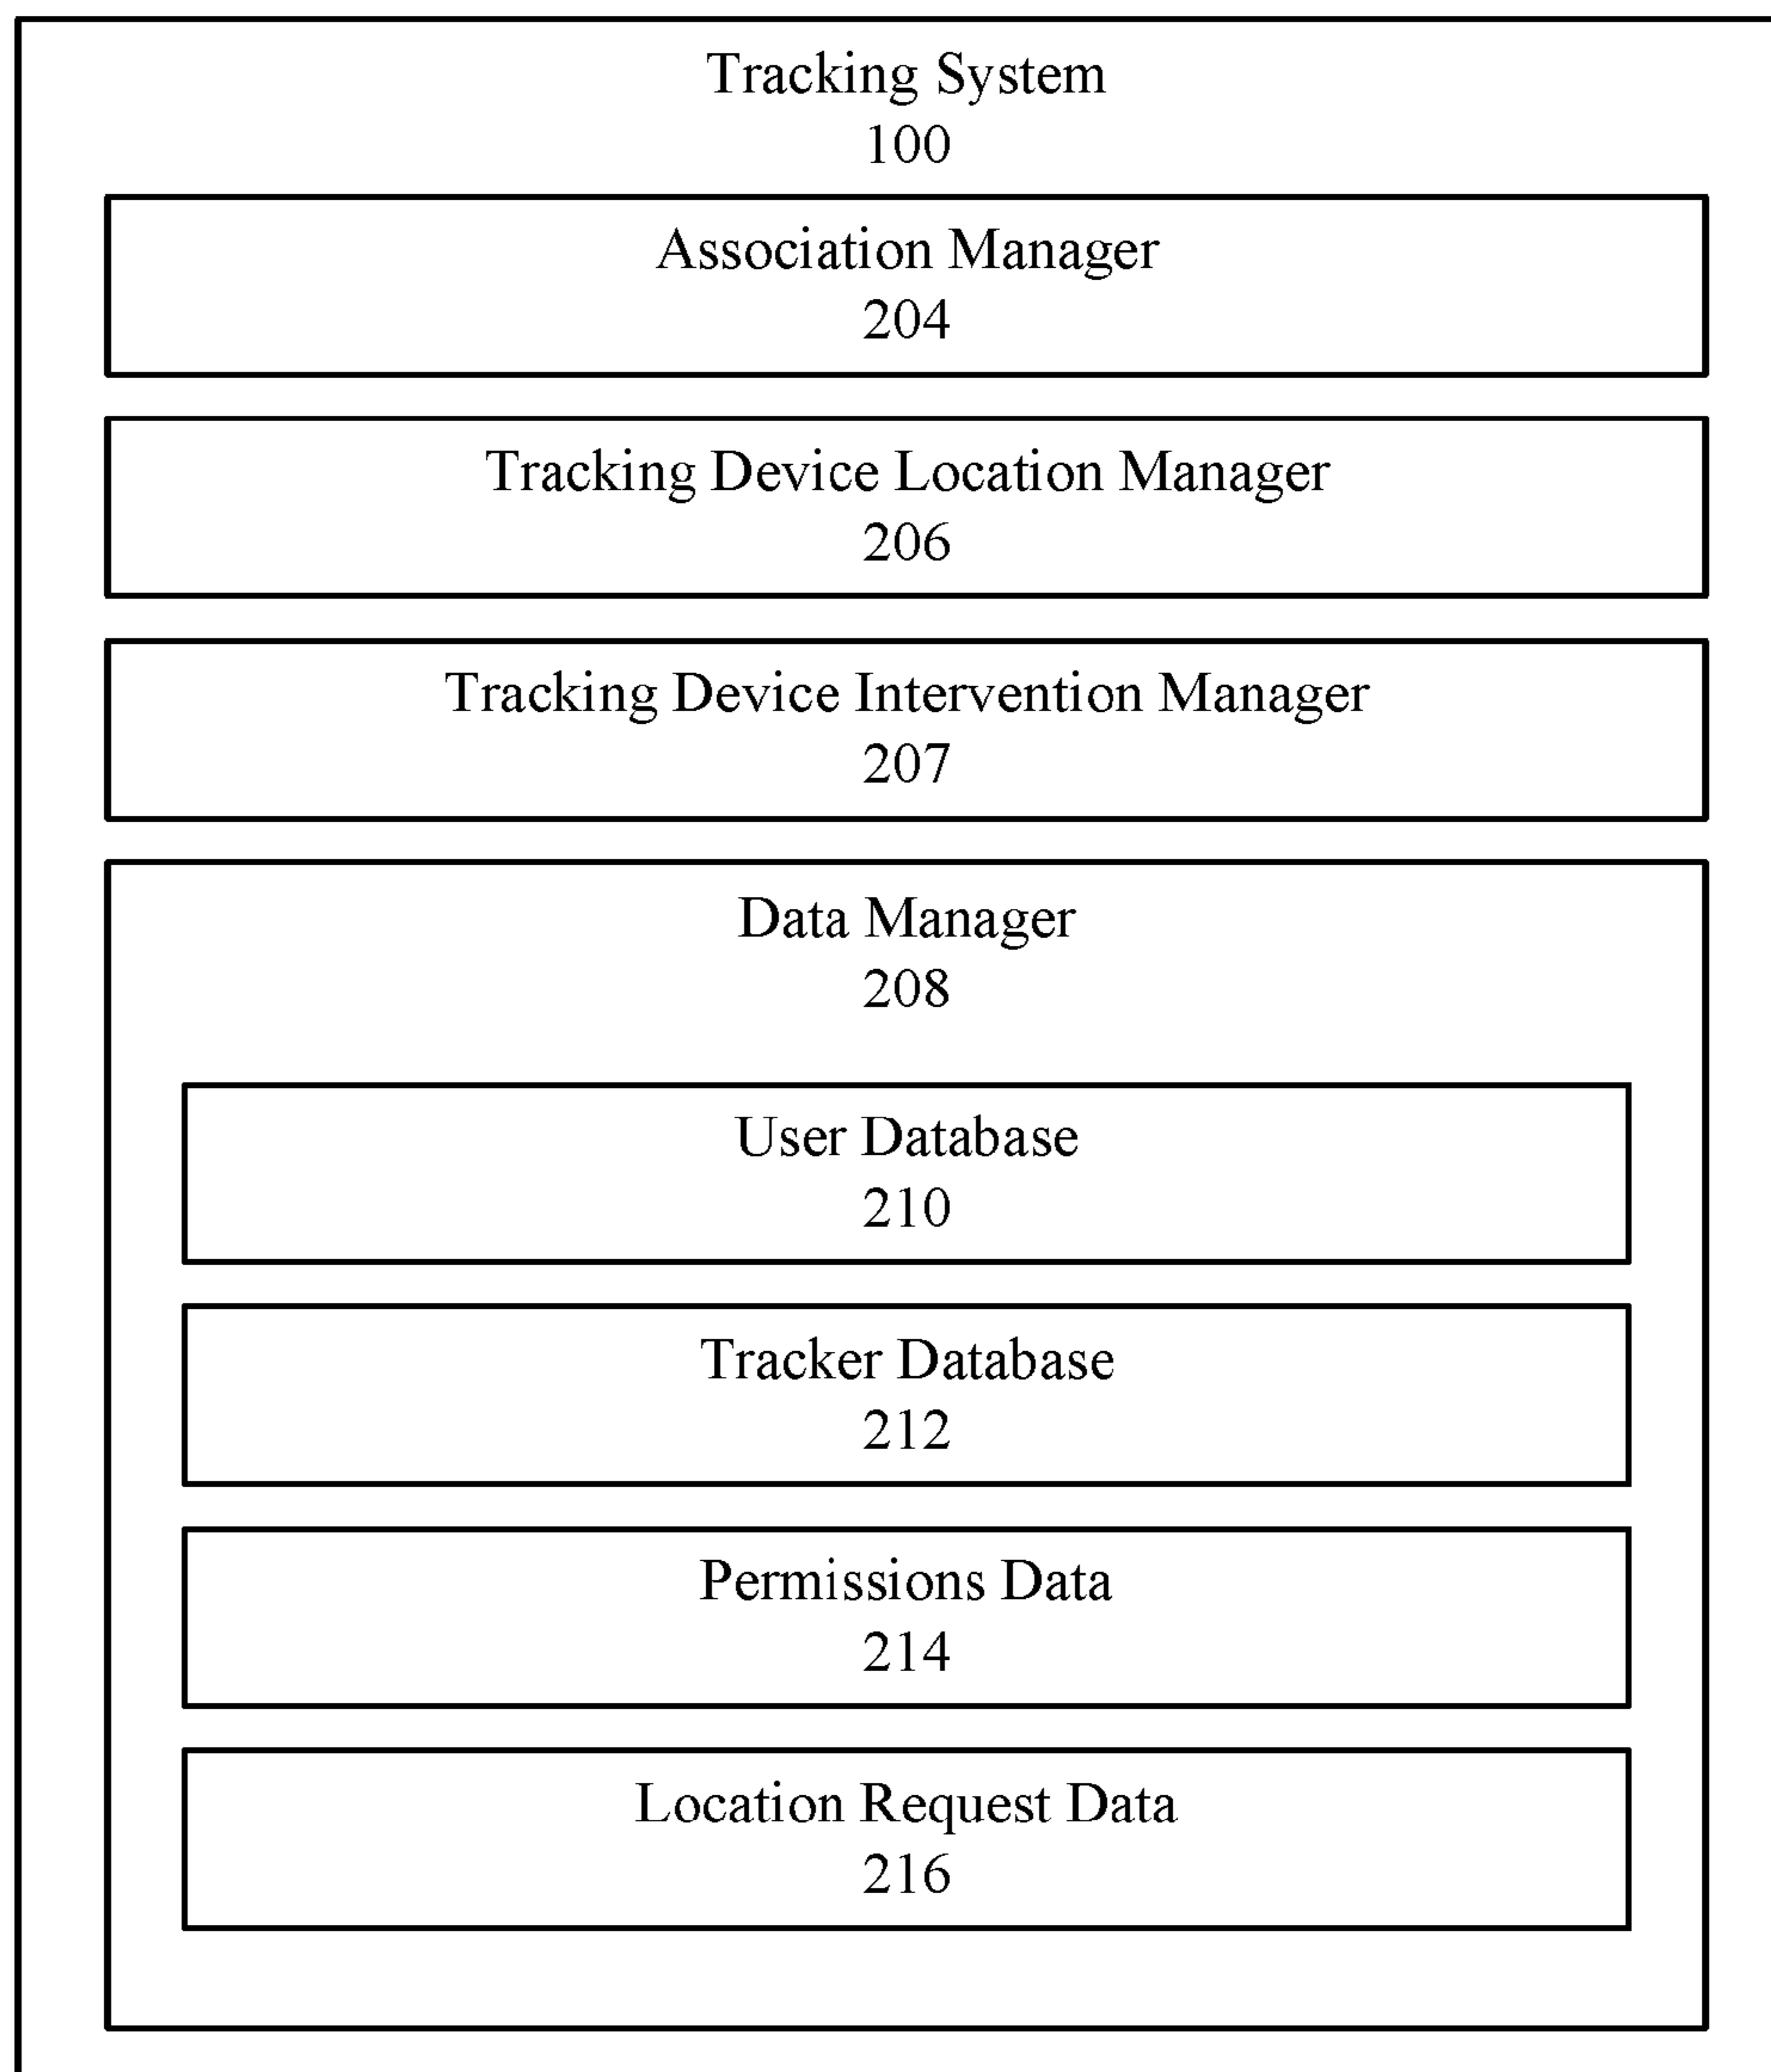 Tracking System
100
Association Manager
204
Tracking Device Location Manager
206
Tracking Device Intervention Manager
207
Data Manager
208
User Database
210
Tracker Database
212
Permissions Data
214
Location Request Data
216